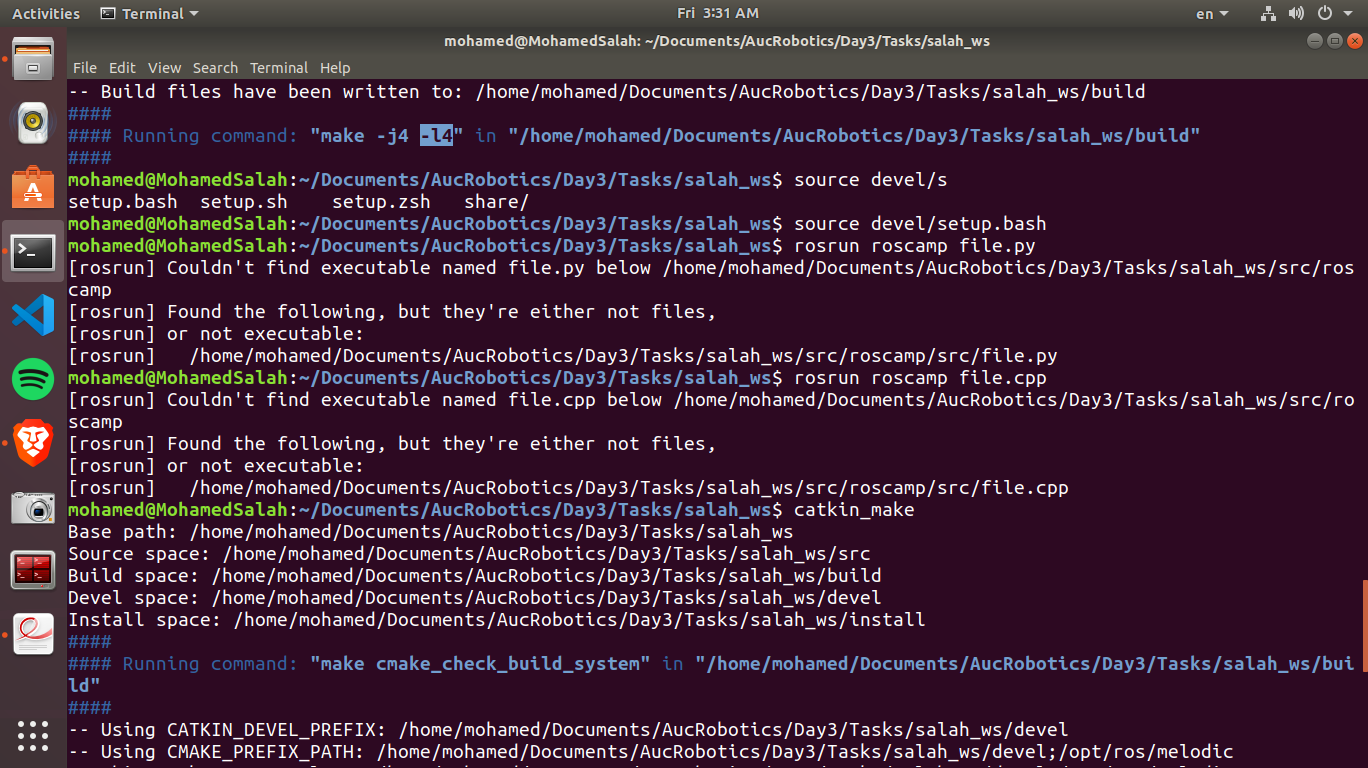 Activities Terminal Fri 3:31 AM en
mohamed@MohamedSalah: ~/Documents/AucRobotics/Day3/Tasks/salah_ws
File Edit View Search Terminal Help
-- Build files have been written to: /home/mohamed/Documents/AucRobotics/Day3/Tasks/salah_ws/build
####
#### Running command: "make -j4 -l4" in "/home/mohamed/Documents/AucRobotics/Day3/Tasks/salah_ws/build"
####
mohamed@MohamedSalah:~/Documents/AucRobotics/Day3/Tasks/salah_ws$ source devel/s
setup.bash setup.sh setup.zsh share/
mohamed@MohamedSalah:~/Documents/AucRobotics/Day3/Tasks/salah_ws$ source devel/setup.bash
mohamed@MohamedSalah:~/Documents/AucRobotics/Day3/Tasks/salah_ws$ rosrun roscamp file.py
[rosrun] Couldn't find executable named file.py below /home/mohamed/Documents/AucRobotics/Day3/Tasks/salah_ws/src/ros
camp
[rosrun] Found the following, but they're either not files,
[rosrun] or not executable:
[rosrun]   /home/mohamed/Documents/AucRobotics/Day3/Tasks/salah_ws/src/roscamp/src/file.py
mohamed@MohamedSalah:~/Documents/AucRobotics/Day3/Tasks/salah_ws$ rosrun roscamp file.cpp
[rosrun] Couldn't find executable named file.cpp below /home/mohamed/Documents/AucRobotics/Day3/Tasks/salah_ws/src/ro
scamp
[rosrun] Found the following, but they're either not files,
[rosrun] or not executable:
[rosrun]   /home/mohamed/Documents/AucRobotics/Day3/Tasks/salah_ws/src/roscamp/src/file.cpp
mohamed@MohamedSalah:~/Documents/AucRobotics/Day3/Tasks/salah_ws$ catkin_make
Base path: /home/mohamed/Documents/AucRobotics/Day3/Tasks/salah_ws
Source space: /home/mohamed/Documents/AucRobotics/Day3/Tasks/salah_ws/src
Build space: /home/mohamed/Documents/AucRobotics/Day3/Tasks/salah_ws/build
Devel space: /home/mohamed/Documents/AucRobotics/Day3/Tasks/salah_ws/devel
Install space: /home/mohamed/Documents/AucRobotics/Day3/Tasks/salah_ws/install
####
#### Running command: "make cmake_check_build_system" in "/home/mohamed/Documents/AucRobotics/Day3/Tasks/salah_ws/bui
ld"
####
-- Using CATKIN_DEVEL_PREFIX: /home/mohamed/Documents/AucRobotics/Day3/Tasks/salah_ws/devel
-- Using CMAKE_PREFIX_PATH: /home/mohamed/Documents/AucRobotics/Day3/Tasks/salah_ws/devel;/opt/ros/melodic